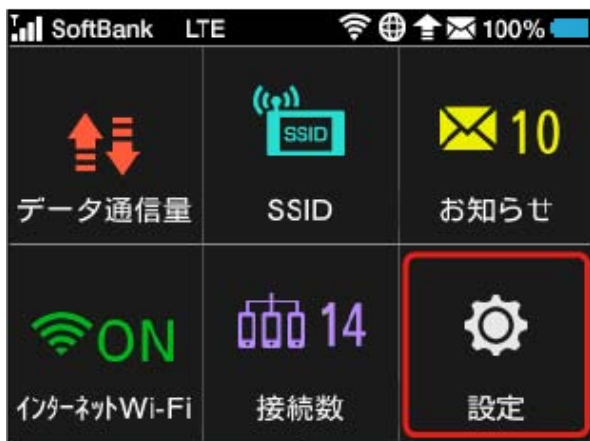 SoftBank LTE 100%
SSID
10
データ通信量 SSID お知らせ
ON 14
インターネットWi-Fi 接続数 設定